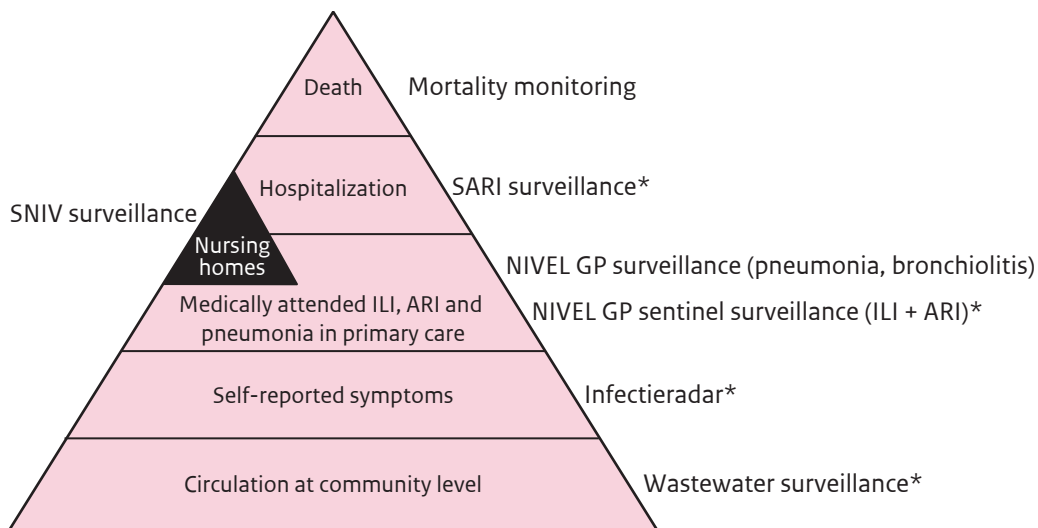 Death
Mortality monitoring
Hospitalization
SARI surveillance*
SNIV surveillance
Nursing
homes
NIVEL GP surveillance (pneumonia, bronchiolitis)
Medically attended ILI, ARI and
pneumonia in primary care
NIVEL GP sentinel surveillance (ILI + ARI)*
Self-reported symptoms
Infectieradar*
Circulation at community level
Wastewater surveillance*